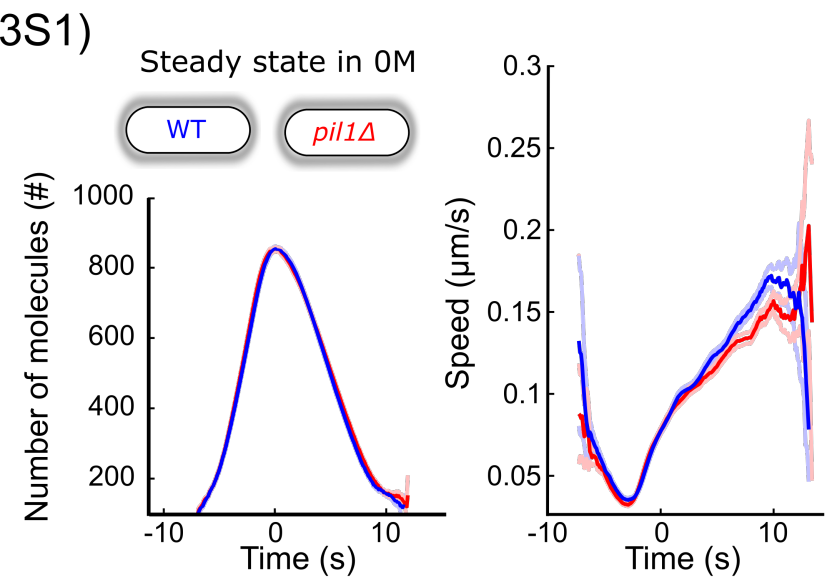 3S1)
Steady state in 0M
WT
pil1Δ
Number of molecules (#)
1000
800
600
400
200
-10
0
10
Time (s)
Speed (μm/s)
0.3
0.25
0.2
0.15
0.1
0.05
-10
0
10
Time (s)